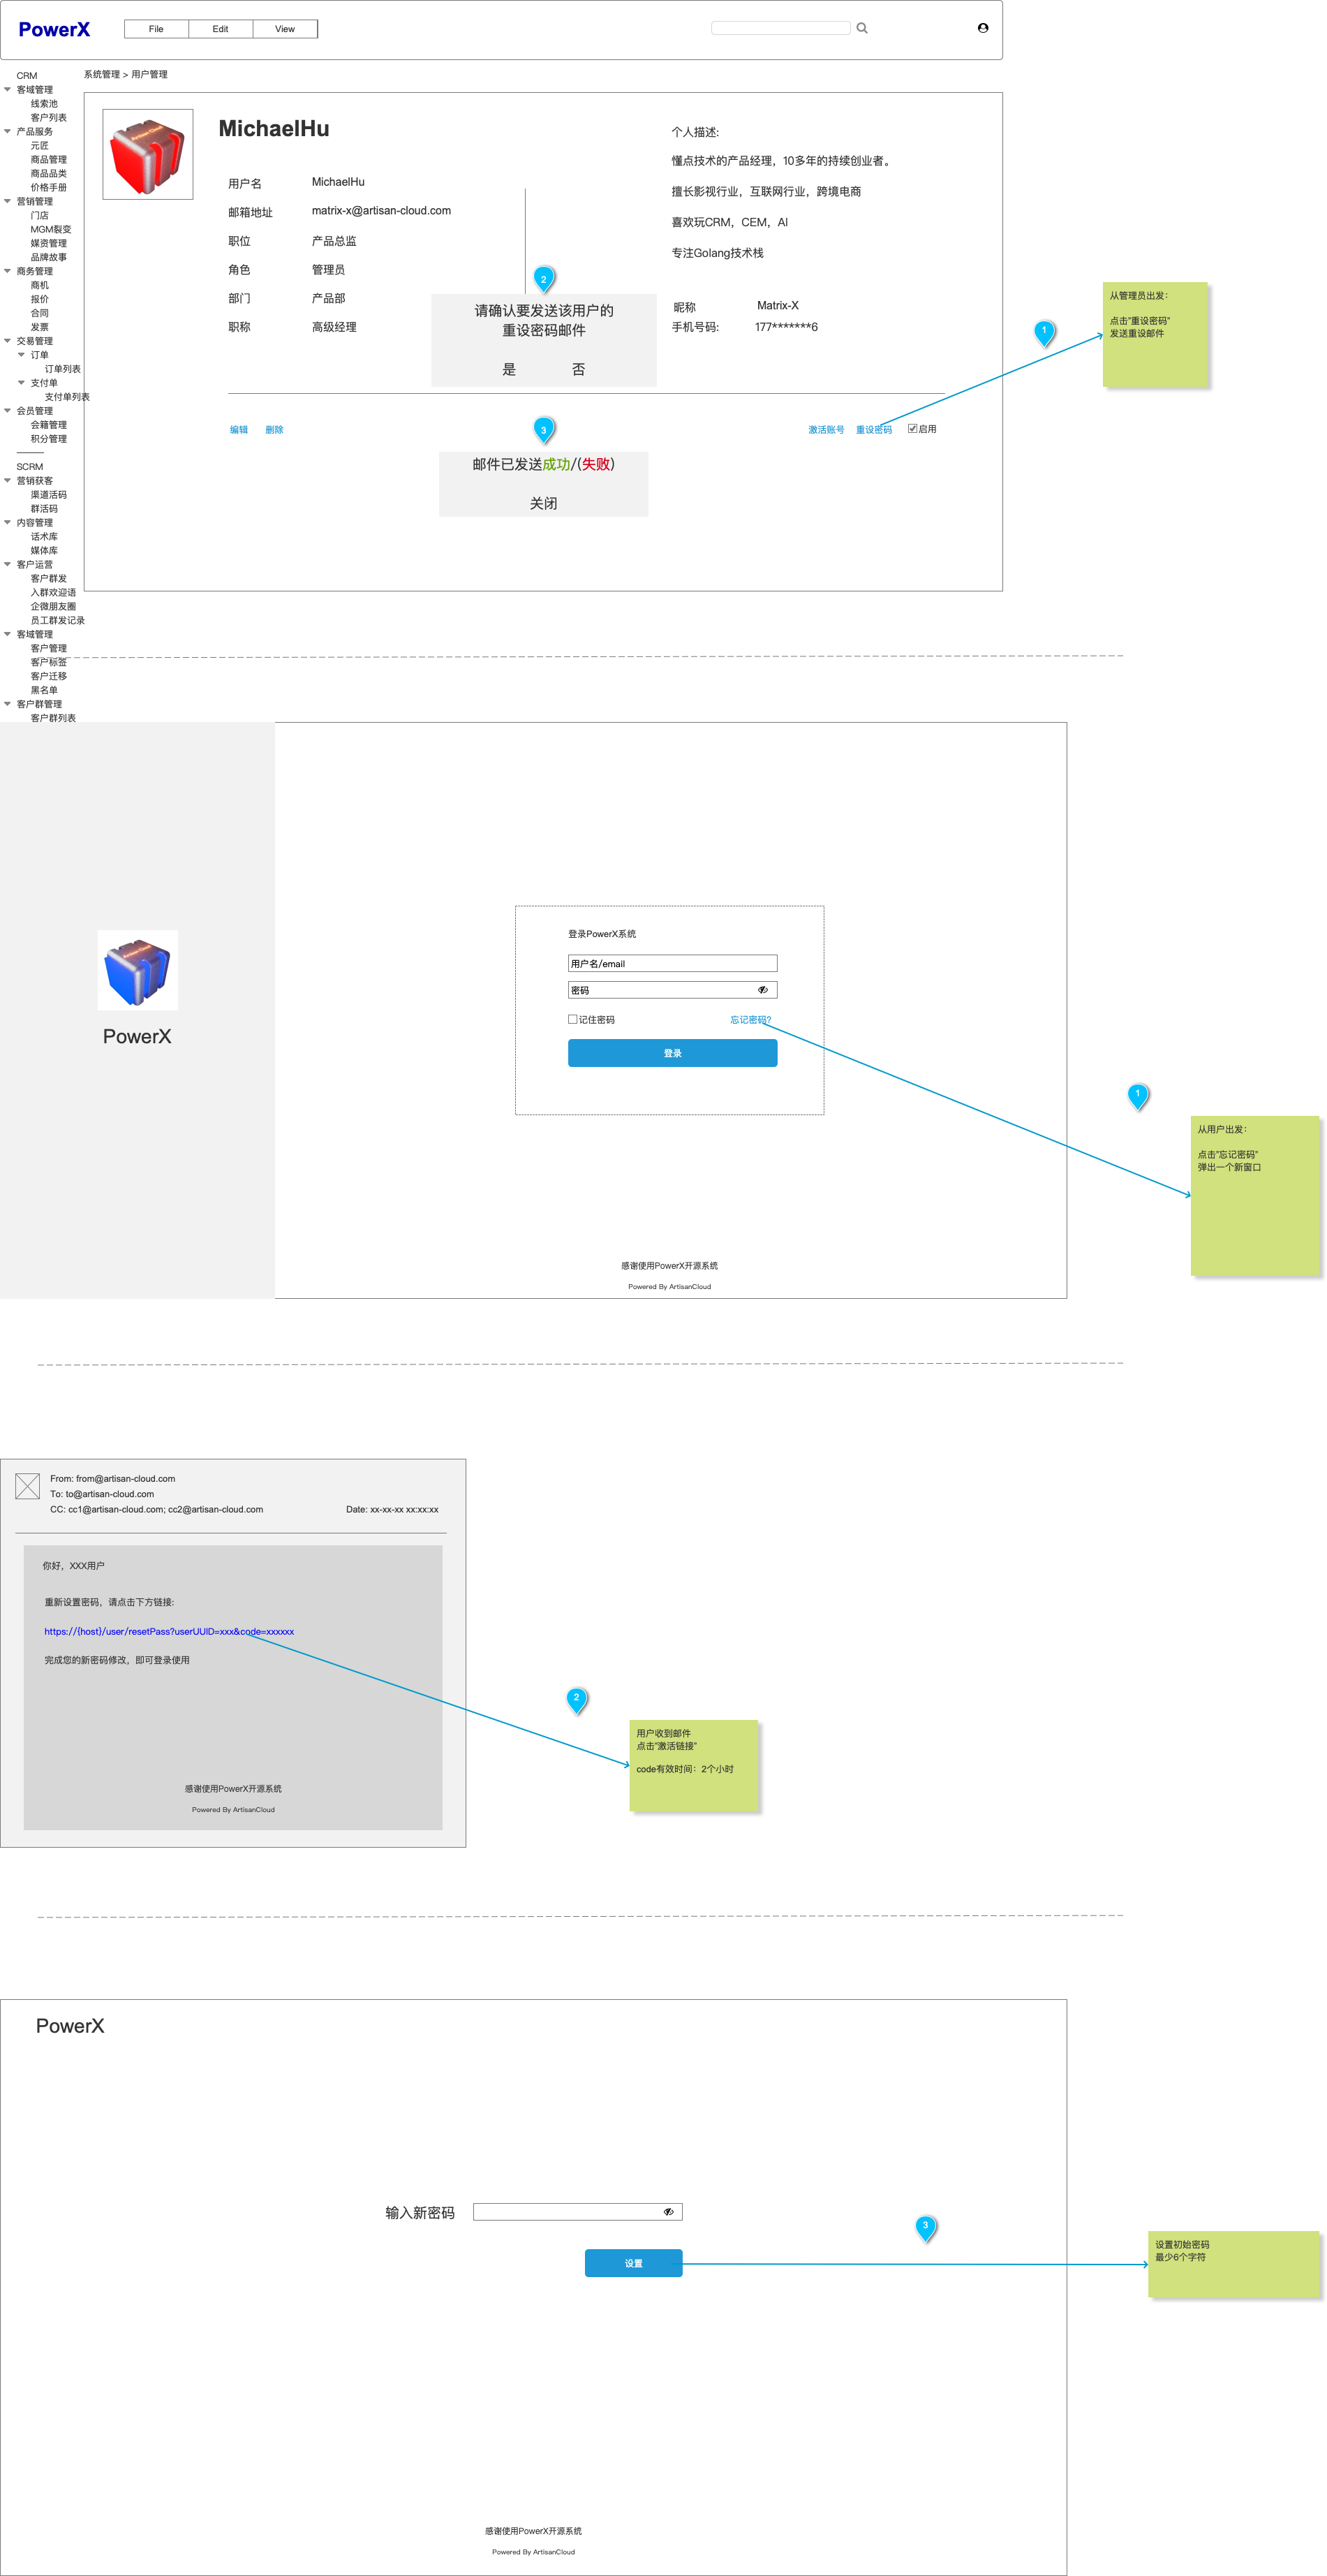 PowerX
File
Edit
View
系统管理 > 用户管理
CRM
客域管理
线索池
客户列表
产品服务
元匠
商品管理
商品品类
价格手册
营销管理
门店
MGM裂变
媒资管理
品牌故事
商务管理
商机
报价
合同
发票
交易管理
订单
订单列表
支付单
支付单列表
会员管理
会籍管理
积分管理
SCRM
营销获客
渠道活码
群活码
内容管理
话术库
媒体库
客户运营
客户群发
入群欢迎语
企微朋友圈
员工群发记录
客域管理
客户管理
客户标签
客户迁移
黑名单
客户群管理
客户群列表
MichaelHu
用户名 MichaelHu
邮箱地址 matrix-x@artisan-cloud.com
职位 产品总监
角色 管理员
部门 产品部
职称 高级经理
个人描述:
懂点技术的产品经理，10多年的持续创业者。
擅长影视行业，互联网行业，跨境电商
喜欢玩CRM，CEM，AI
专注Golang技术栈
昵称 Matrix-X
手机号码: 177*******6
2
请确认要发送该用户的
重设密码邮件
是 否
编辑 删除
3
邮件已发送成功/(失败)
关闭
激活账号 重设密码 启用
1
从管理员出发：
点击"重设密码"
发送重设邮件
PowerX
登录PowerX系统
用户名/email
密码
记住密码 忘记密码?
登录
感谢使用PowerX开源系统
Powered By ArtisanCloud
1
从用户出发：
点击"忘记密码"
弹出一个新窗口
From: from@artisan-cloud.com
To: to@artisan-cloud.com
CC: cc1@artisan-cloud.com; cc2@artisan-cloud.com Date: xx-xx-xx xx:xx:xx
你好，XXX用户
重新设置密码，请点击下方链接:
https://{host}/user/resetPass?userUUID=xxx&code=xxxxxx
完成您的新密码修改，即可登录使用
感谢使用PowerX开源系统
Powered By ArtisanCloud
2
用户收到邮件
点击"激活链接"
code有效时间：2个小时
PowerX
输入新密码
设置
3
设置初始密码
最少6个字符
感谢使用PowerX开源系统
Powered By ArtisanCloud